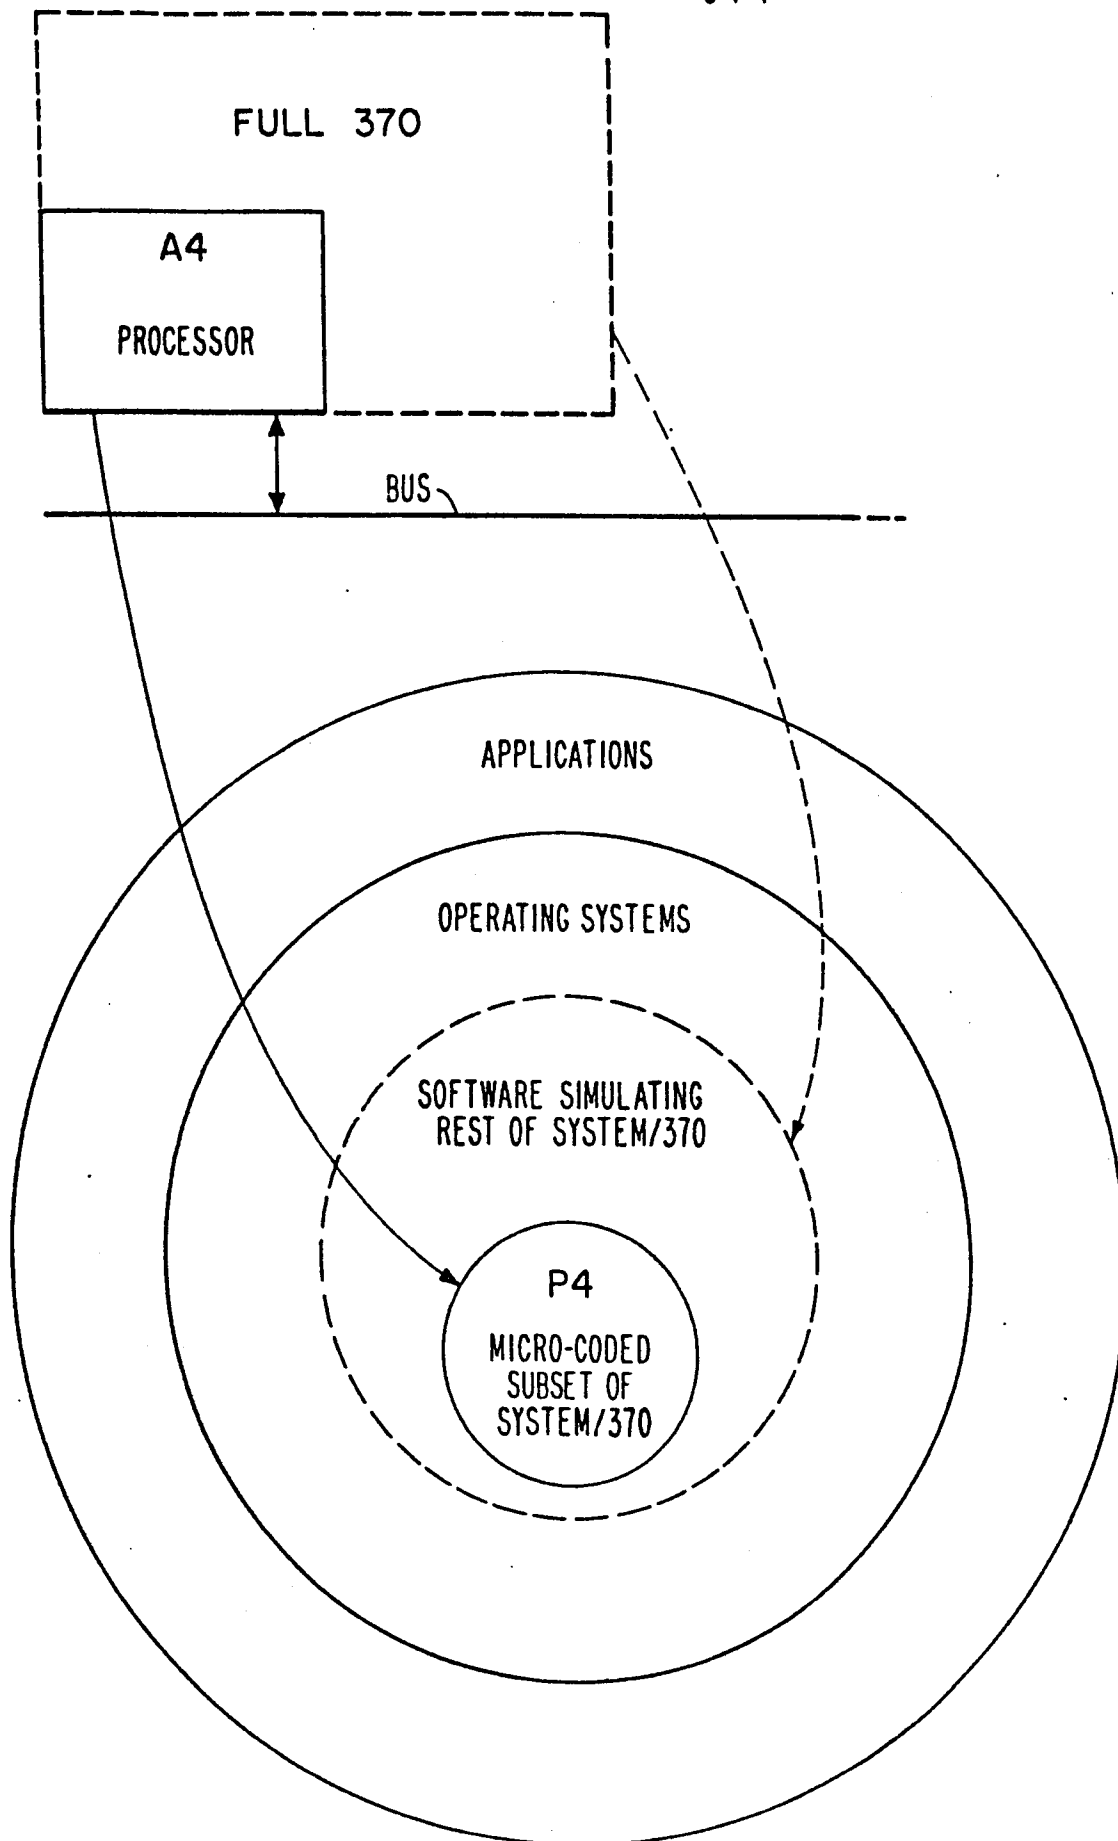 FULL 370
A4
PROCESSOR
BUS
APPLICATIONS
OPERATING SYSTEMS
SOFTWARE SIMULATING
REST OF SYSTEM/370
P4
MICRO-CODED
SUBSET OF
SYSTEM/370